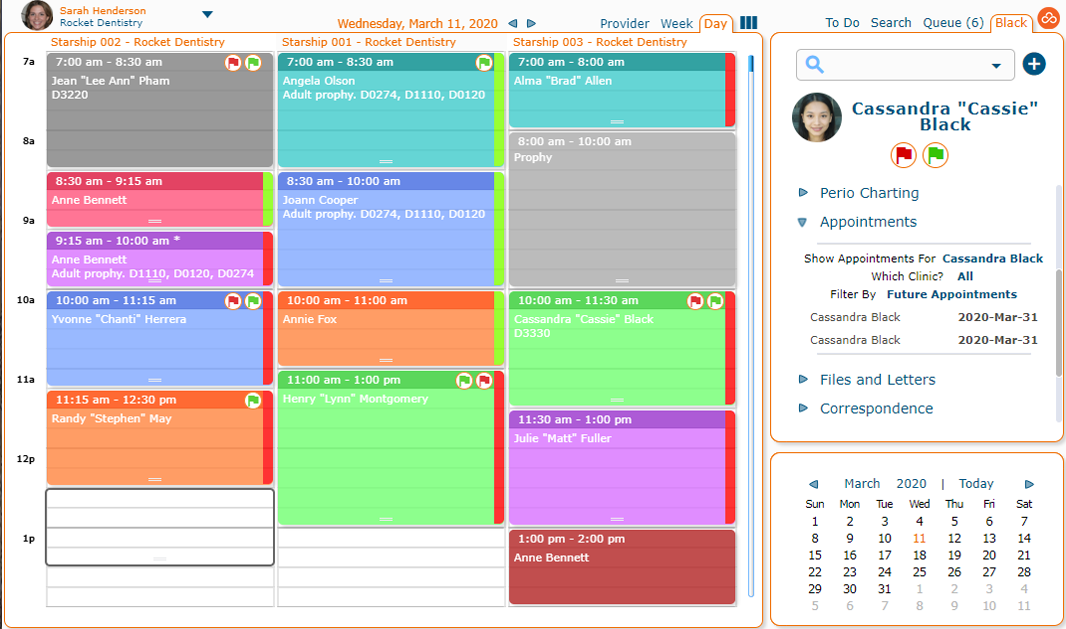 Sarah Henderson
Rocket Dentistry
Wednesday, March 11, 2020
Provider Week Day
To Do Search Queue (6) Black
Starship 002 - Rocket Dentistry
Starship 001 - Rocket Dentistry
Starship 003 - Rocket Dentistry
7a
8a
9a
10a
11a
12p
1p
7:00 am - 8:30 am
Jean "Lee Ann" Pham
D3220
8:30 am - 9:15 am
Anne Bennett
9:15 am - 10:00 am *
Anne Bennett
Adult prophy. D1110, D0120, D0274
10:00 am - 11:15 am
Yvonne "Chanti" Herrera
11:15 am - 12:30 pm
Randy "Stephen" May
7:00 am - 8:30 am
Angela Olson
Adult prophy. D0274, D1110, D0120
8:30 am - 10:00 am
Joann Cooper
Adult prophy. D0274, D1110, D0120
10:00 am - 11:00 am
Annie Fox
11:00 am - 1:00 pm
Henry "Lynn" Montgomery
7:00 am - 8:00 am
Alma "Brad" Allen
8:00 am - 10:00 am
Prophy
10:00 am - 11:30 am
Cassandra "Cassie" Black
D3330
11:30 am - 1:00 pm
Julie "Matt" Fuller
1:00 pm - 2:00 pm
Anne Bennett
Cassandra "Cassie"
Black
Perio Charting
Appointments
Show Appointments For Cassandra Black
Which Clinic? All
Filter By Future Appointments
Cassandra Black 2020-Mar-31
Cassandra Black 2020-Mar-31
Files and Letters
Correspondence
March 2020 | Today
Sun Mon Tue Wed Thu Fri Sat
1 2 3 4 5 6 7
8 9 10 11 12 13 14
15 16 17 18 19 20 21
22 23 24 25 26 27 28
29 30 31 1 2 3 4
5 6 7 8 9 10 11